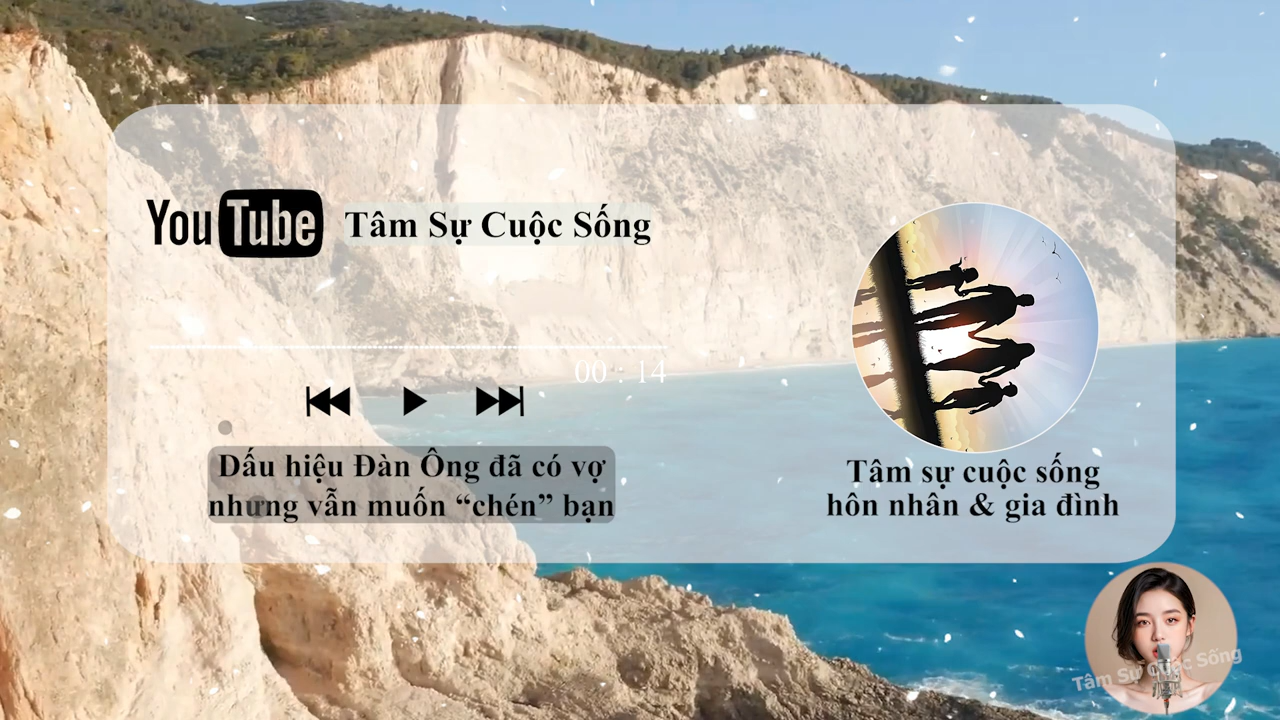 YouTube
Tâm Sự Cuộc Sống
00 : 14
Dấu hiệu Đàn Ông đã có vợ
nhưng vẫn muốn “chén” bạn
Tâm sự cuộc sống
hôn nhân & gia đình
Tâm Sự Cuộc Sống